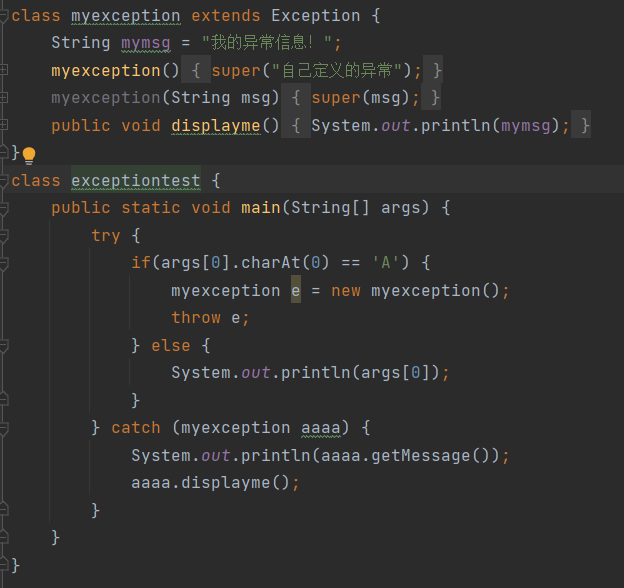 class myexception extends Exception {
    String mymsg = "我的异常信息！";
    myexception() { super("自己定义的异常"); }
    myexception(String msg) { super(msg); }
    public void displayme() { System.out.println(mymsg); }
}
class exceptiontest {
    public static void main(String[] args) {
        try {
            if(args[0].charAt(0) == 'A') {
                myexception e = new myexception();
                throw e;
            } else {
                System.out.println(args[0]);
            }
        } catch (myexception aaaa) {
            System.out.println(aaaa.getMessage());
            aaaa.displayme();
        }
    }
}